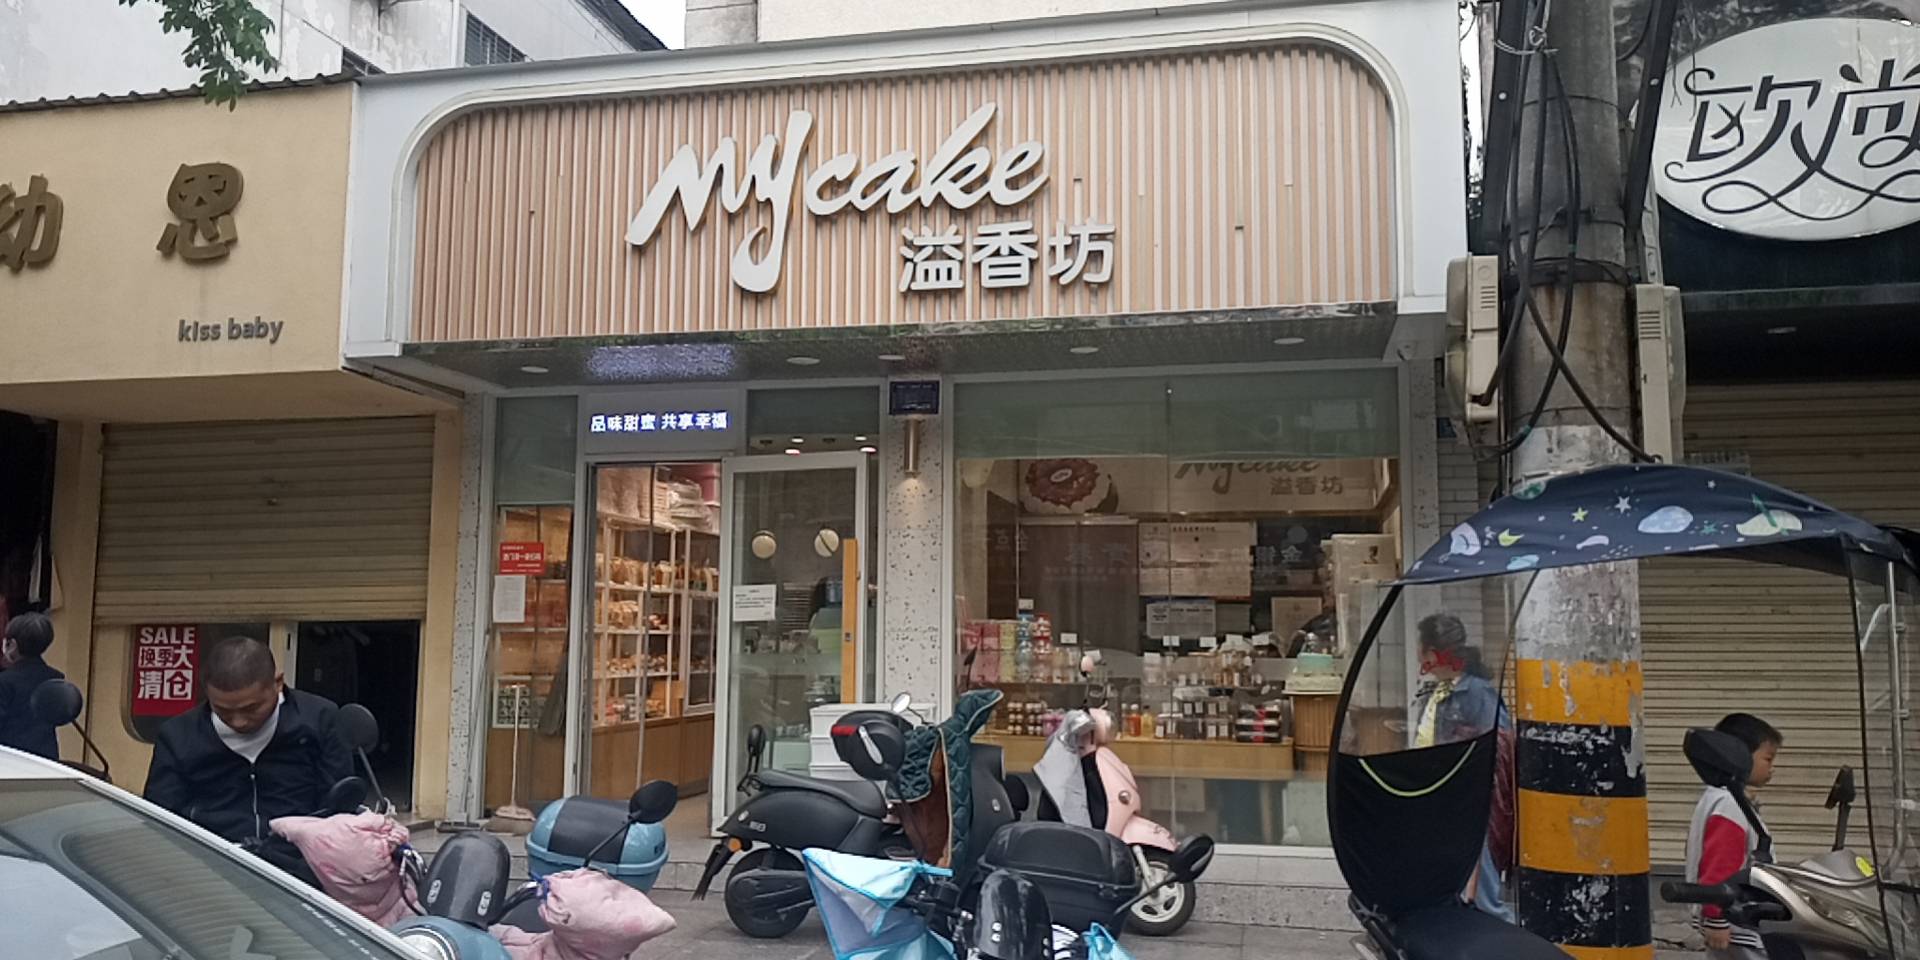 幼恩
kiss baby
mycake
溢香坊
欧尚
品味甜蜜 共享幸福
mycake
溢香坊
SALE
换季大
清仓